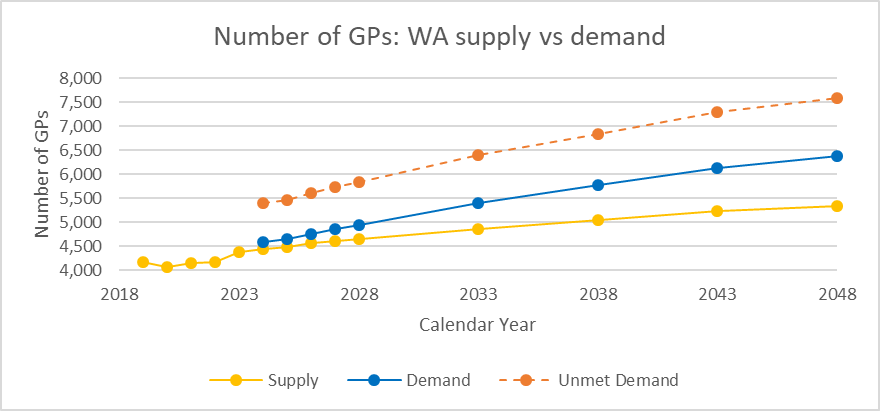 Number of GPs: WA supply vs demand
Number of GPs
8,000
7,500
7,000
6,500
6,000
5,500
5,000
4,500
4,000
2018 2023 2028 2033 2038 2043 2048
Calendar Year
Supply Demand Unmet Demand